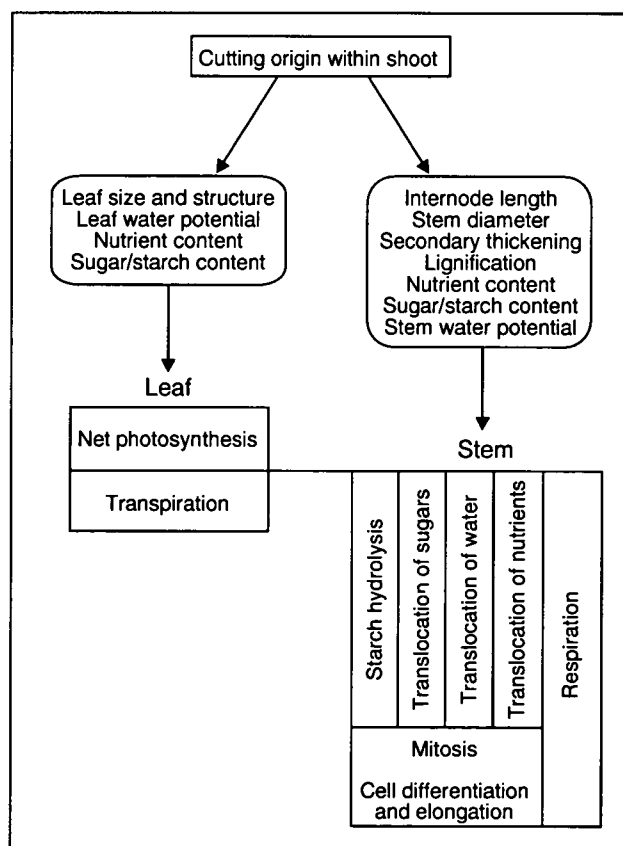 Cutting origin within shoot
Leaf size and structure
Leaf water potential
Nutrient content
Sugar/starch content
Internode length
Stem diameter
Secondary thickening
Lignification
Nutrient content
Sugar/starch content
Stem water potential
Leaf
Net photosynthesis
Transpiration
Stem
Starch hydrolysis
Translocation of sugars
Translocation of water
Translocation of nutrients
Respiration
Mitosis
Cell differentiation
and elongation